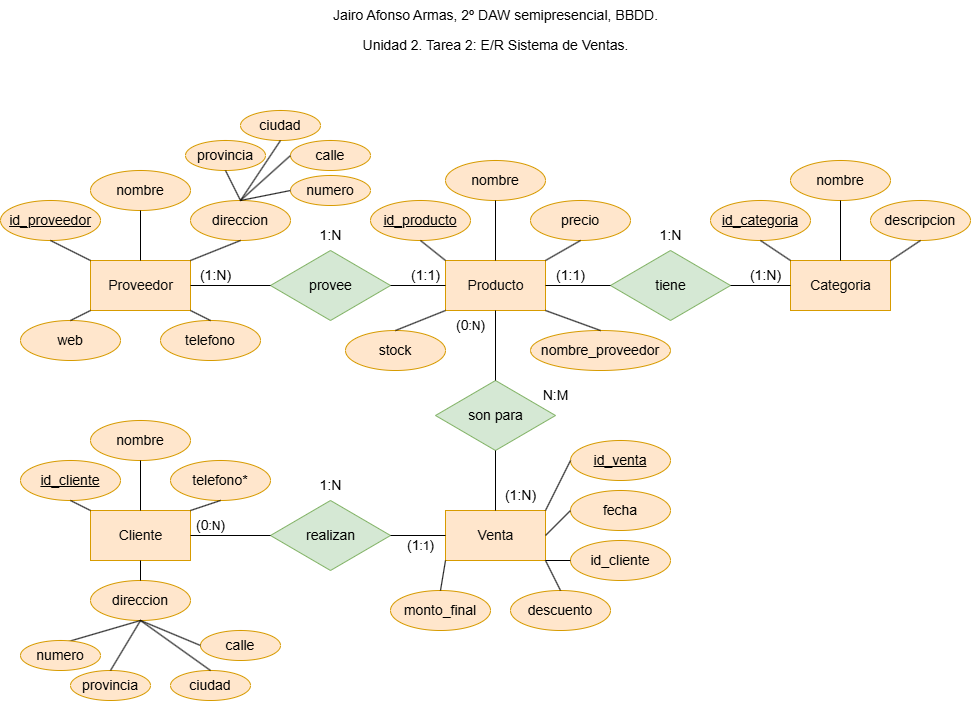 Jairo Afonso Armas, 2º DAW semipresencial, BBDD.
Unidad 2. Tarea 2: E/R Sistema de Ventas.
ciudad
provincia
calle
numero
nombre
id_proveedor
direccion
nombre
id_producto
precio
nombre
id_categoria
descripcion
1:N
1:N
Proveedor
(1:N)
provee
(1:1)
Producto
(1:1)
tiene
(1:N)
Categoria
web
telefono
(0:N)
stock
nombre_proveedor
N:M
son para
nombre
id_cliente
telefono*
id_venta
1:N
(1:N)
fecha
Cliente
(0:N)
realizan
(1:1)
Venta
id_cliente
direccion
monto_final
descuento
numero
calle
provincia
ciudad